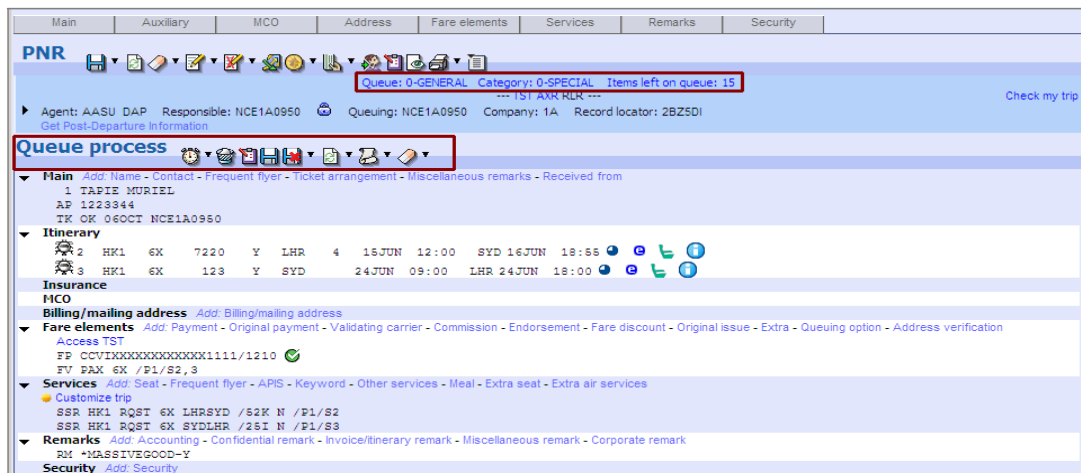 Main Auxiliary MCO Address Fare elements Services Remarks Security
PNR
Queue: 0-GENERAL Category: 0-SPECIAL Items left on queue: 15
--- TST AXR RLR ---
Check my trip
Agent: AASU DAP Responsible: NCE1A0950 Queuing: NCE1A0950 Company: 1A Record locator: 2BZ5DI
Get Post-Departure Information
Queue process
Main Add: Name - Contact - Frequent flyer - Ticket arrangement - Miscellaneous remarks - Received from
1 TAPIE MURIEL
AP 1223344
TK OK 06OCT NCE1A0950
Itinerary
2 HK1 6X 7220 Y LHR 4 15JUN 12:00 SYD 16JUN 18:55
3 HK1 6X 123 Y SYD 24JUN 09:00 LHR 24JUN 18:00
Insurance
MCO
Billing/mailing address Add: Billing/mailing address
Fare elements Add: Payment - Original payment - Validating carrier - Commission - Endorsement - Fare discount - Original issue - Extra - Queuing option - Address verification
Access TST
FP CCVIXXXXXXXXXXXX1111/1210
FV PAX 6X /P1/S2,3
Services Add: Seat - Frequent flyer - APIS - Keyword - Other services - Meal - Extra seat - Extra air services
Customize trip
SSR HK1 RQST 6X LHRSYD /52K N /P1/S2
SSR HK1 RQST 6X SYDLHR /25I N /P1/S3
Remarks Add: Accounting - Confidential remark - Invoice/itinerary remark - Miscellaneous remark - Corporate remark
RM *MASSIVEGOOD-Y
Security Add: Security